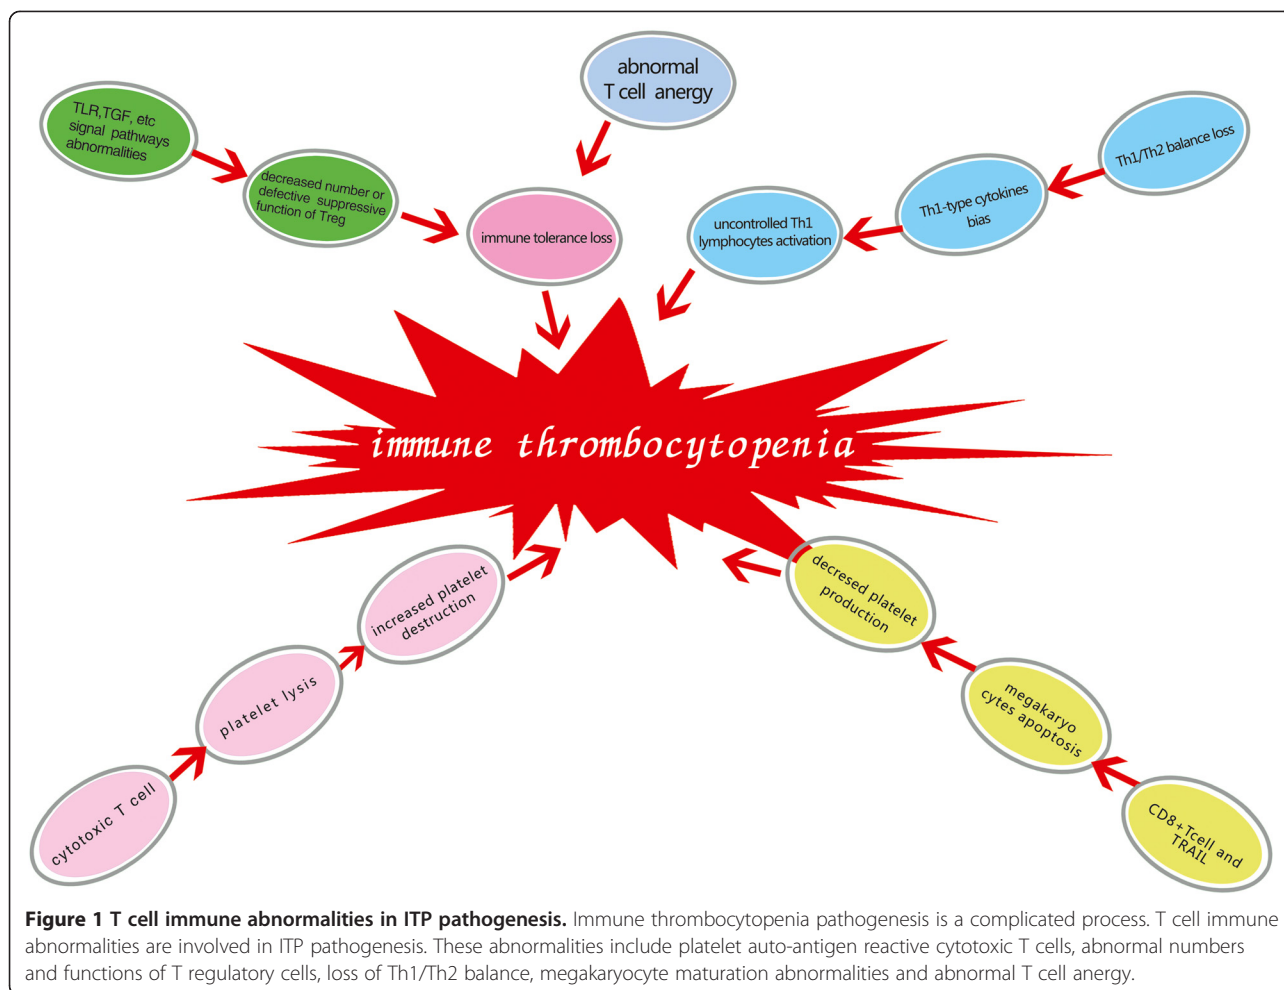 abnormal
T cell anergy
TLR,TGF, etc
signal pathways
abnormalities
decreased number or
defective suppressive
function of Treg
immune tolerance loss
Th1/Th2 balance loss
Th1-type cytokines
bias
uncontrolled Th1
lymphocytes activation
immune thrombocytopenia
increased platelet
destruction
platelet lysis
cytotoxic T cell
decresed platelet
production
megakaryo
cytes apoptosis
CD8+Tcell and
TRAIL
Figure 1 T cell immune abnormalities in ITP pathogenesis. Immune thrombocytopenia pathogenesis is a complicated process. T cell immune
abnormalities are involved in ITP pathogenesis. These abnormalities include platelet auto-antigen reactive cytotoxic T cells, abnormal numbers
and functions of T regulatory cells, loss of Th1/Th2 balance, megakaryocyte maturation abnormalities and abnormal T cell anergy.